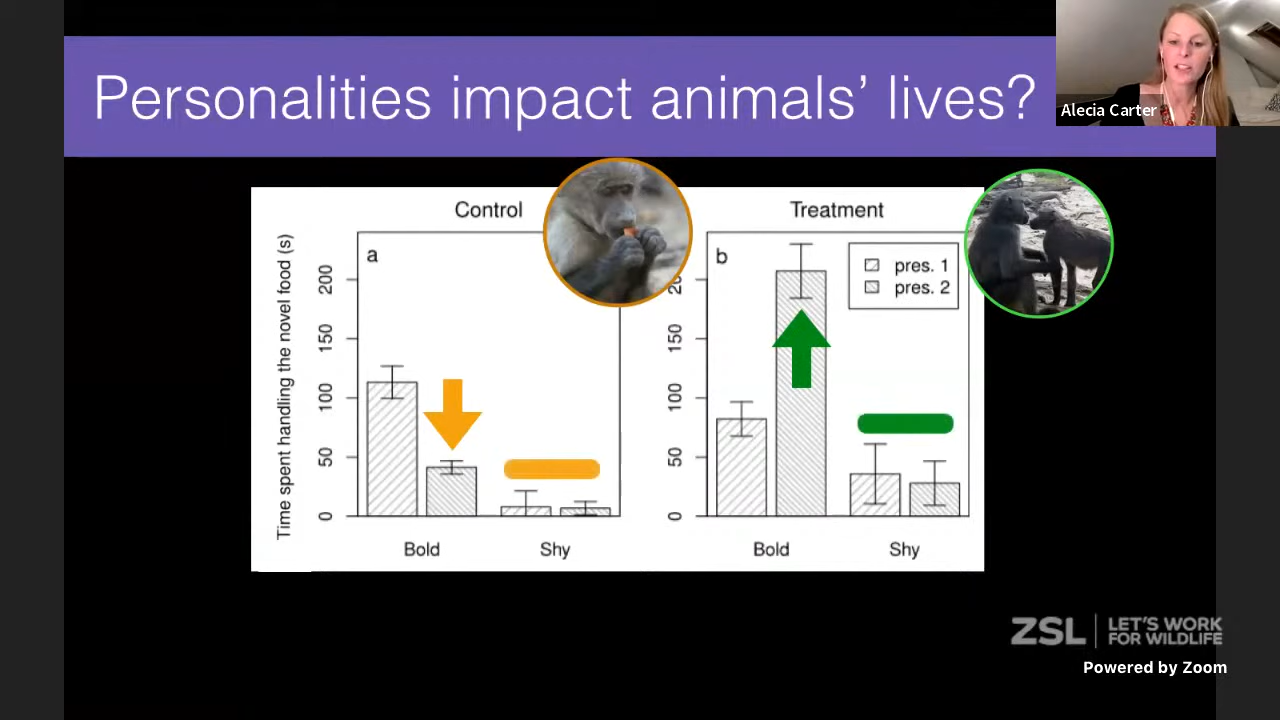 Personalities impact animals' lives?
Alecia Carter
Control
Treatment
Time spent handling the novel food (s)
a
200
150
100
50
0
Bold
Shy
b
150
100
50
0
Bold
Shy
pres. 1
pres. 2
ZSL
LET'S WORK
FOR WILDLIFE
Powered by Zoom